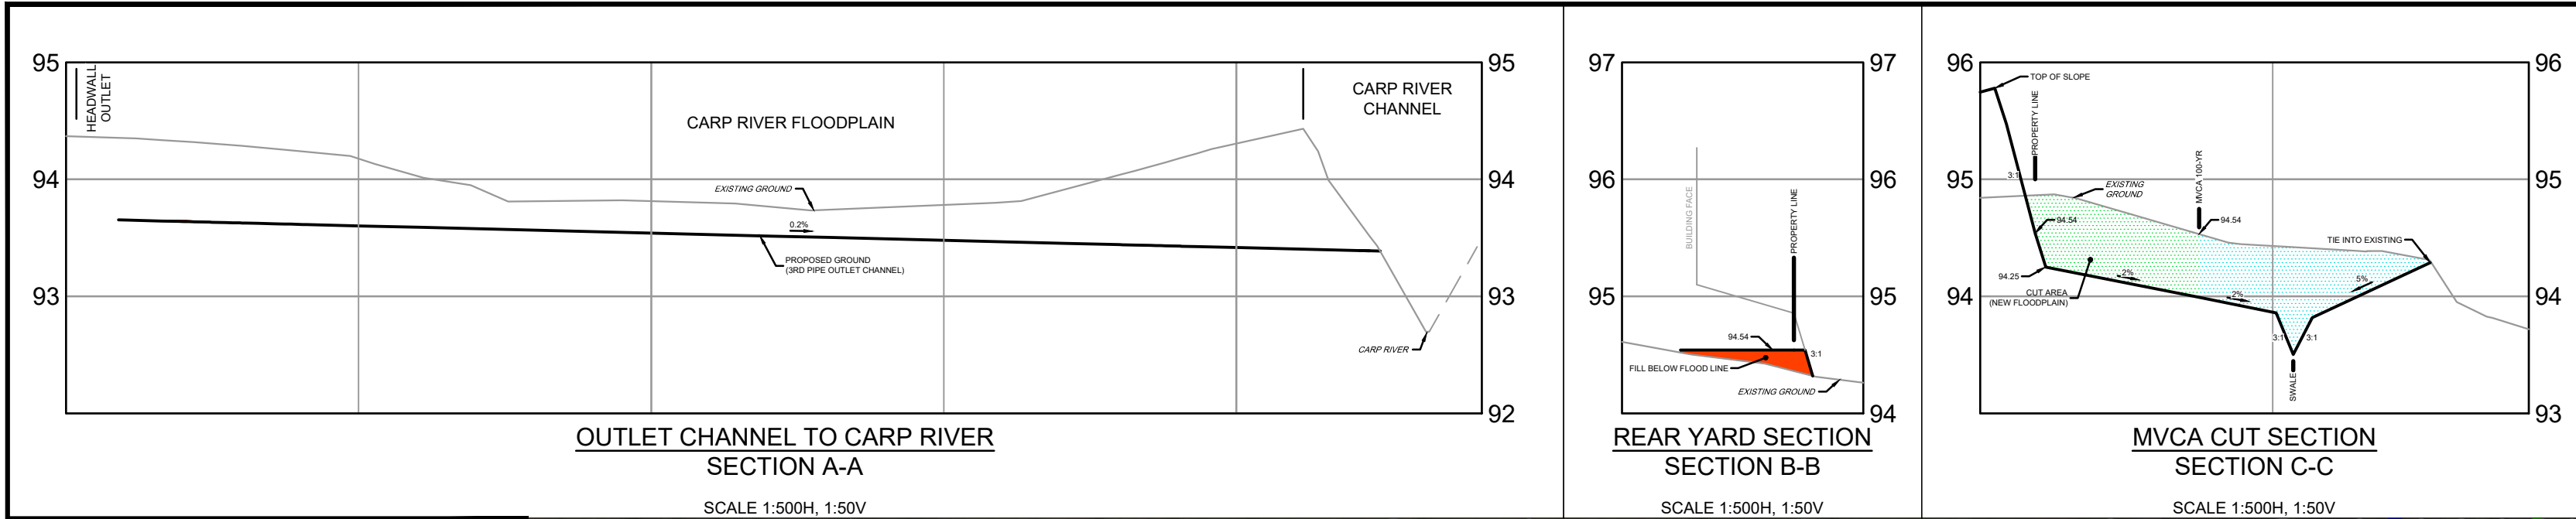 95
94
93
95
94
93
92
HEADWALL
OUTLET
CARP RIVER FLOODPLAIN
CARP RIVER
CHANNEL
EXISTING GROUND
0.2%
PROPOSED GROUND
(3RD PIPE OUTLET CHANNEL)
CARP RIVER
OUTLET CHANNEL TO CARP RIVER
SECTION A-A
SCALE 1:500H, 1:50V
97
96
95
97
96
95
94
BUILDING FACE
PROPERTY LINE
94.54
3:1
FILL BELOW FLOOD LINE
EXISTING GROUND
REAR YARD SECTION
SECTION B-B
SCALE 1:500H, 1:50V
96
95
94
96
95
94
93
TOP OF SLOPE
PROPERTY LINE
3:1
EXISTING
GROUND
MVCA 100-YR
94.54
94.54
TIE INTO EXISTING
94.25
2%
2%
5%
CUT AREA
(NEW FLOODPLAIN)
3:1
3:1
SWALE
MVCA CUT SECTION
SECTION C-C
SCALE 1:500H, 1:50V